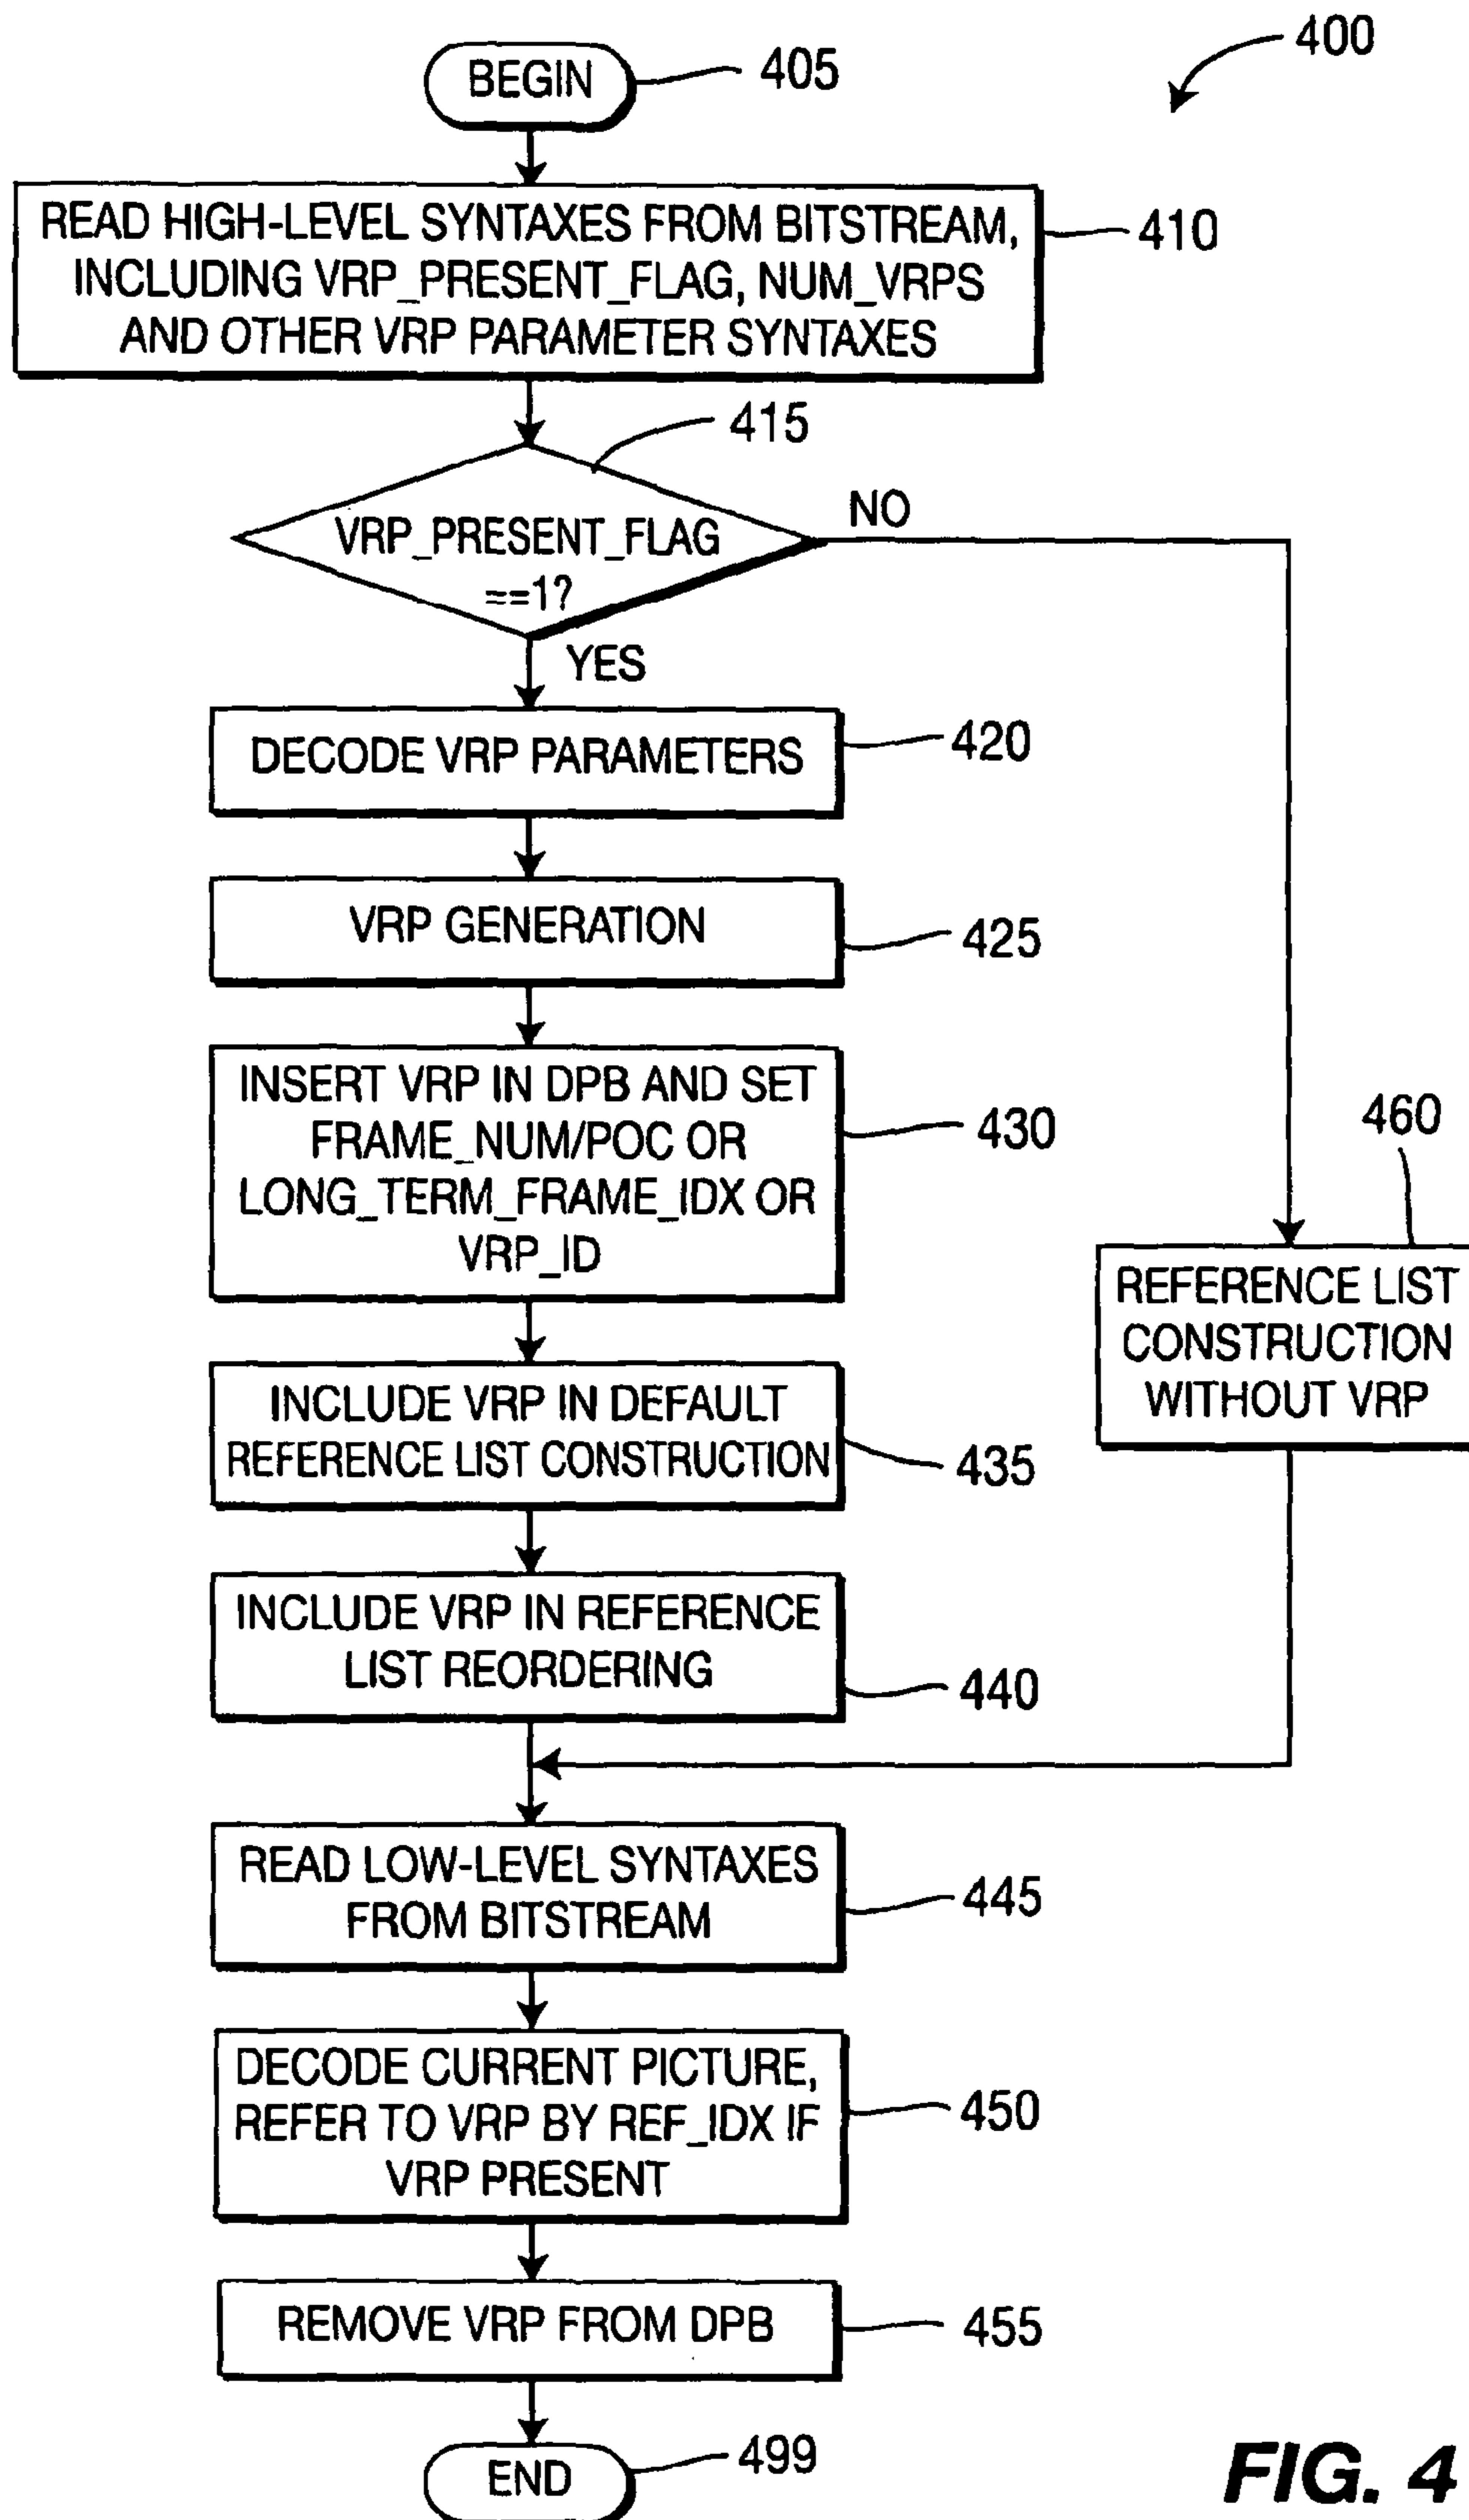 400
BEGIN
405
READ HIGH-LEVEL SYNTAXES FROM BITSTREAM,
INCLUDING VRP_PRESENT_FLAG, NUM_VRPS
AND OTHER VRP PARAMETER SYNTAXES
410
415
VRP_PRESENT_FLAG
==1?
NO
YES
DECODE VRP PARAMETERS
420
VRP GENERATION
425
INSERT VRP IN DPB AND SET
FRAME_NUM/POC OR
LONG_TERM_FRAME_IDX OR
VRP_ID
430
460
REFERENCE LIST
CONSTRUCTION
WITHOUT VRP
INCLUDE VRP IN DEFAULT
REFERENCE LIST CONSTRUCTION
435
INCLUDE VRP IN REFERENCE
LIST REORDERING
440
READ LOW-LEVEL SYNTAXES
FROM BITSTREAM
445
DECODE CURRENT PICTURE,
REFER TO VRP BY REF_IDX IF
VRP PRESENT
450
REMOVE VRP FROM DPB
455
END
499
FIG. 4